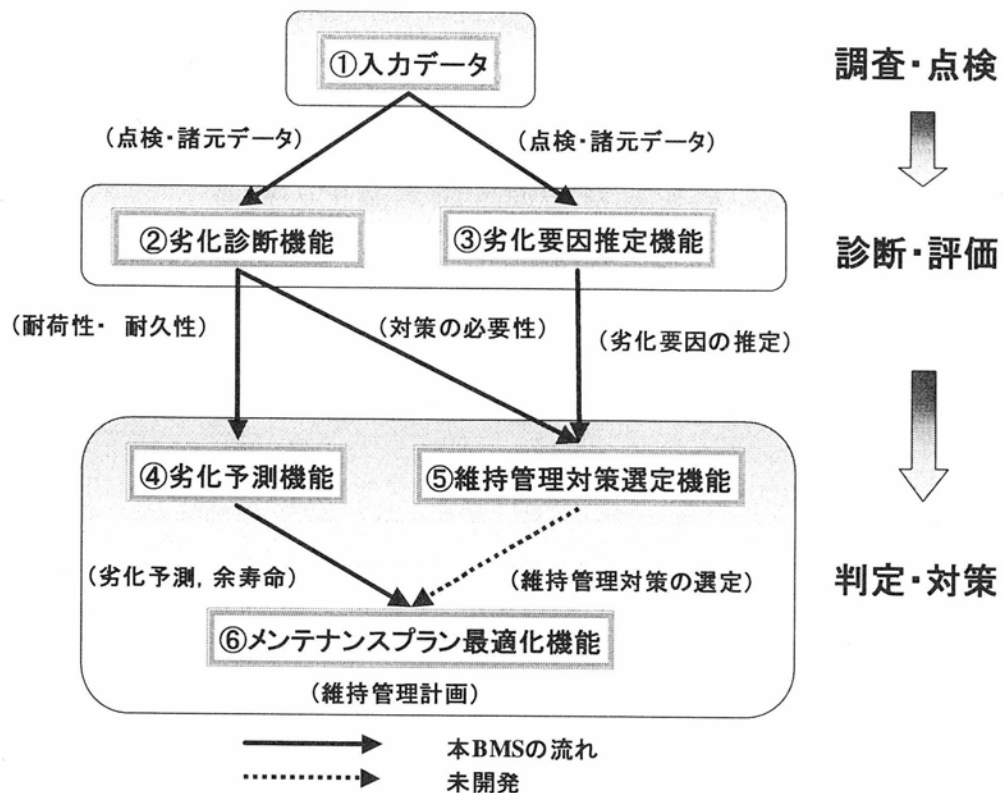 ①入力データ
調査・点検
(点検・諸元データ)
(点検・諸元データ)
②劣化診断機能
③劣化要因推定機能
診断・評価
(耐荷性・ 耐久性)
(対策の必要性)
(劣化要因の推定)
④劣化予測機能
⑤維持管理対策選定機能
(劣化予測, 余寿命)
(維持管理対策の選定)
判定・対策
⑥メンテナンスプラン最適化機能
(維持管理計画)
本BMSの流れ
未開発